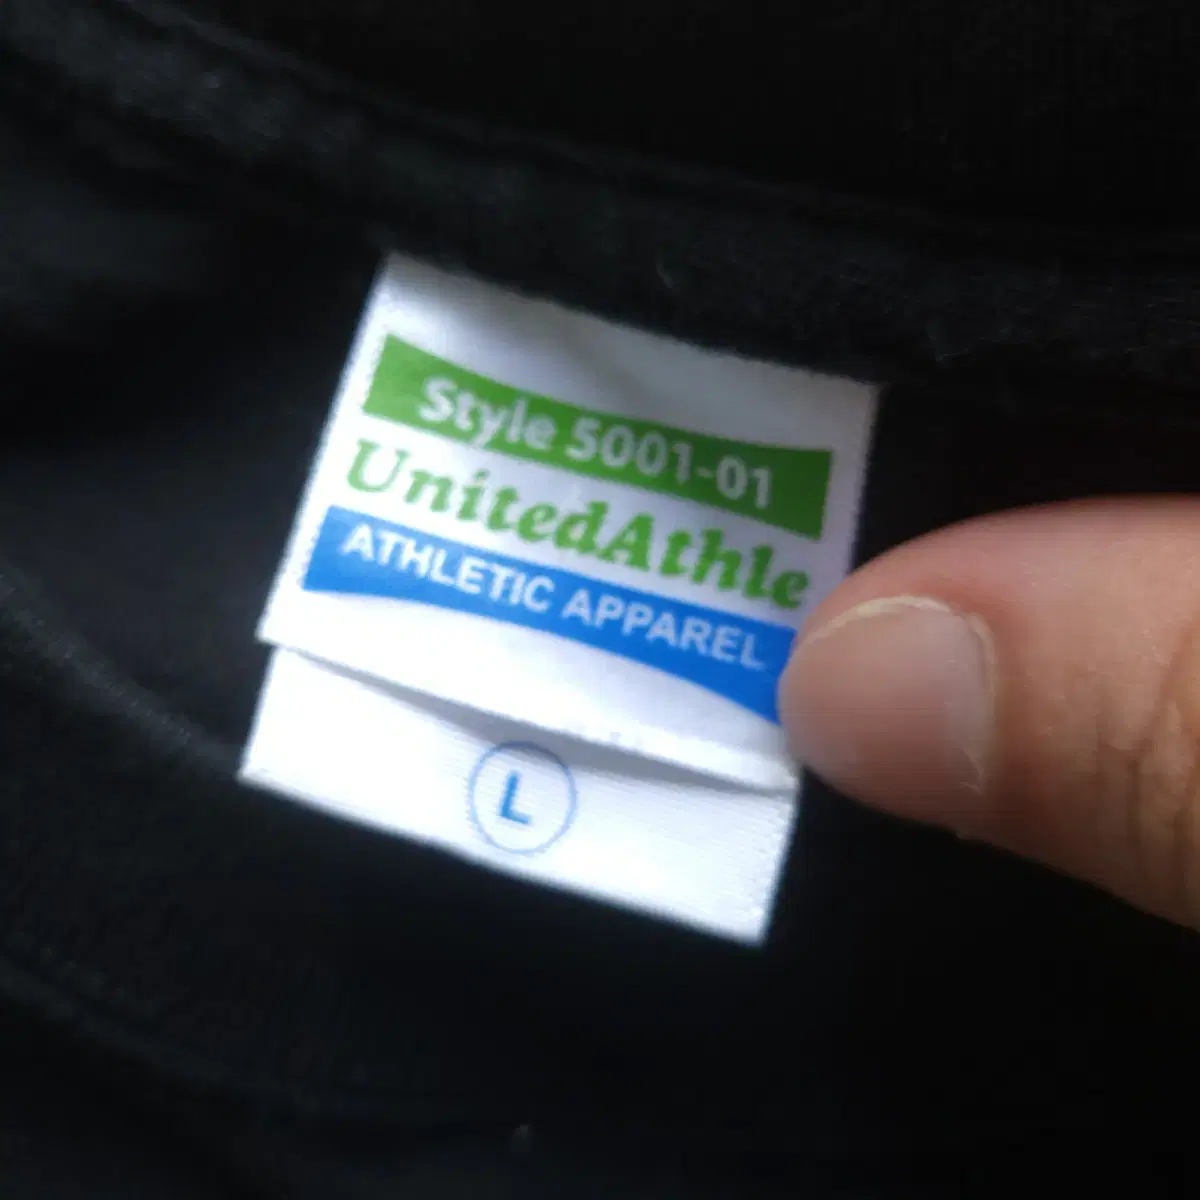 Style 5001-01
UnitedAthle
ATHLETIC APPAREL
L